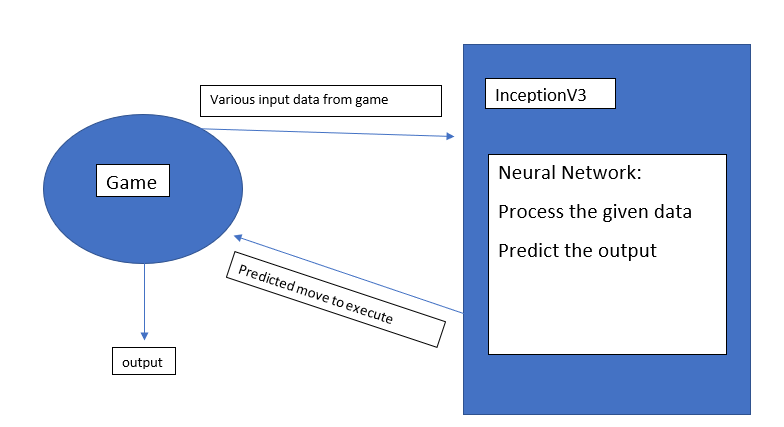 Various input data from game
InceptionV3
Game
Neural Network:
Process the given data
Predict the output
Predicted move to execute
output